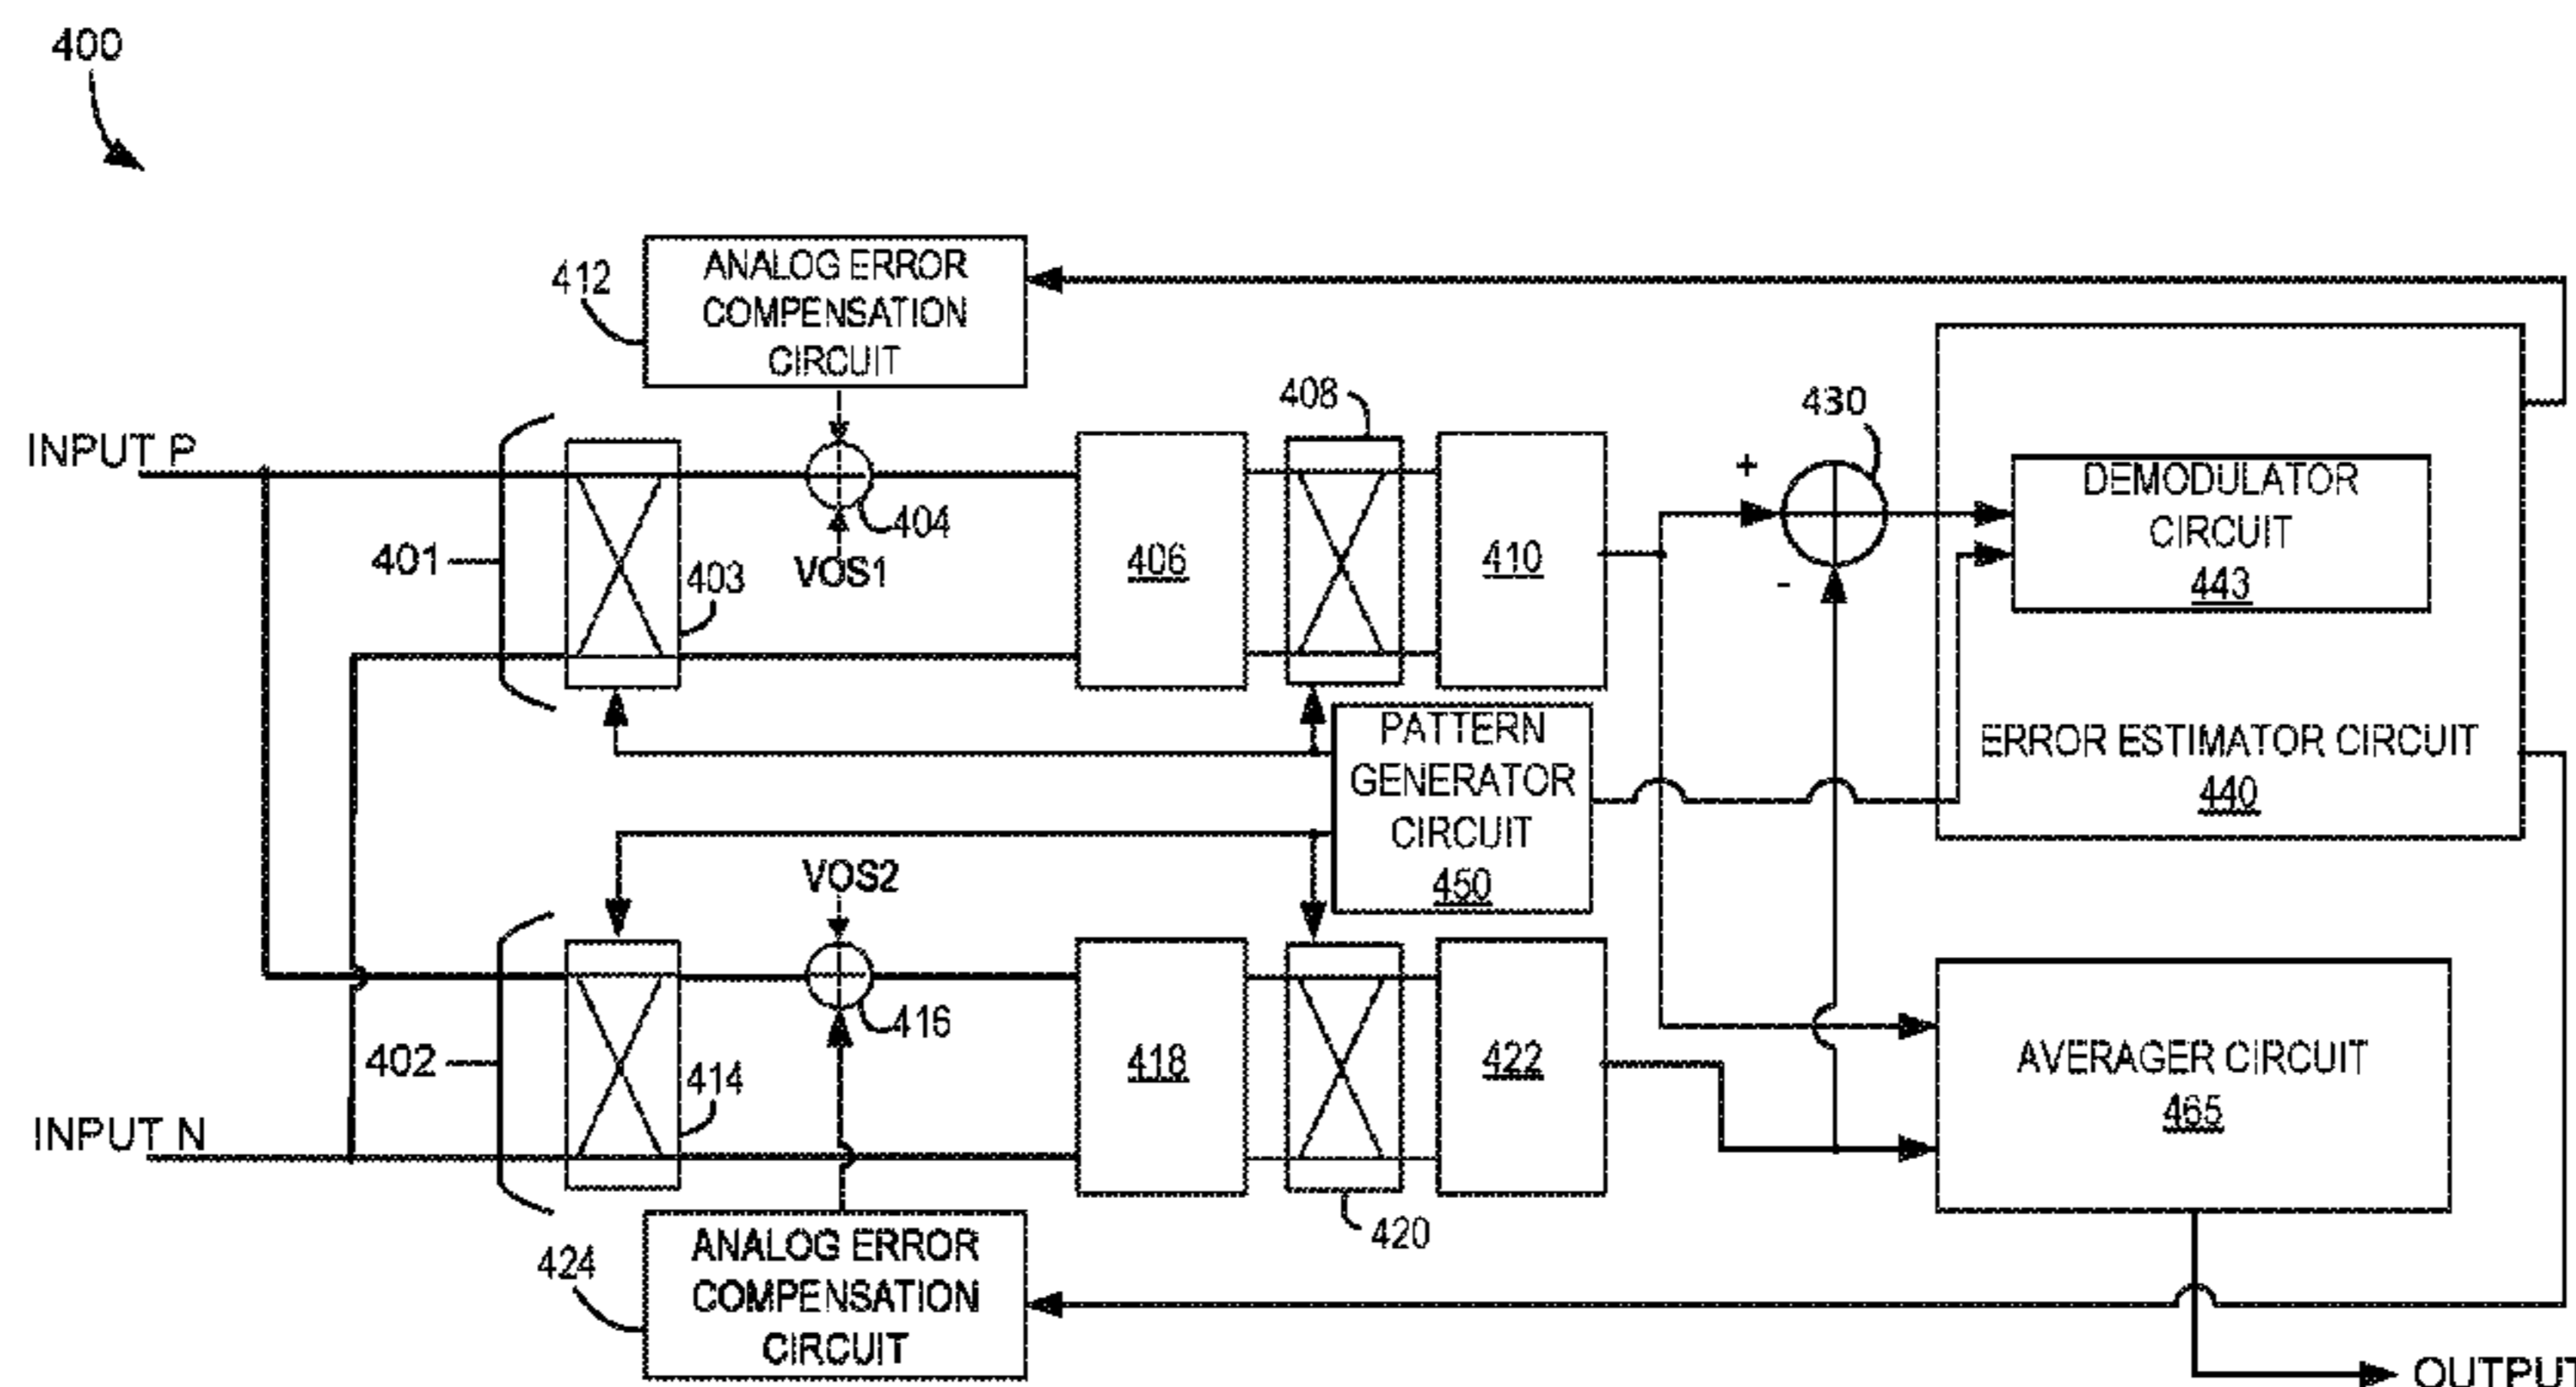 400
ANALOG ERROR
COMPENSATION
CIRCUIT
412
408
430
INPUT P
401
403
404
VOS1
406
410
+
-
DEMODULATOR
CIRCUIT
443
ERROR ESTIMATOR CIRCUIT
440
PATTERN
GENERATOR
CIRCUIT
450
VOS2
402
414
416
418
422
AVERAGER CIRCUIT
465
INPUT N
420
424
ANALOG ERROR
COMPENSATION
CIRCUIT
OUTPUT